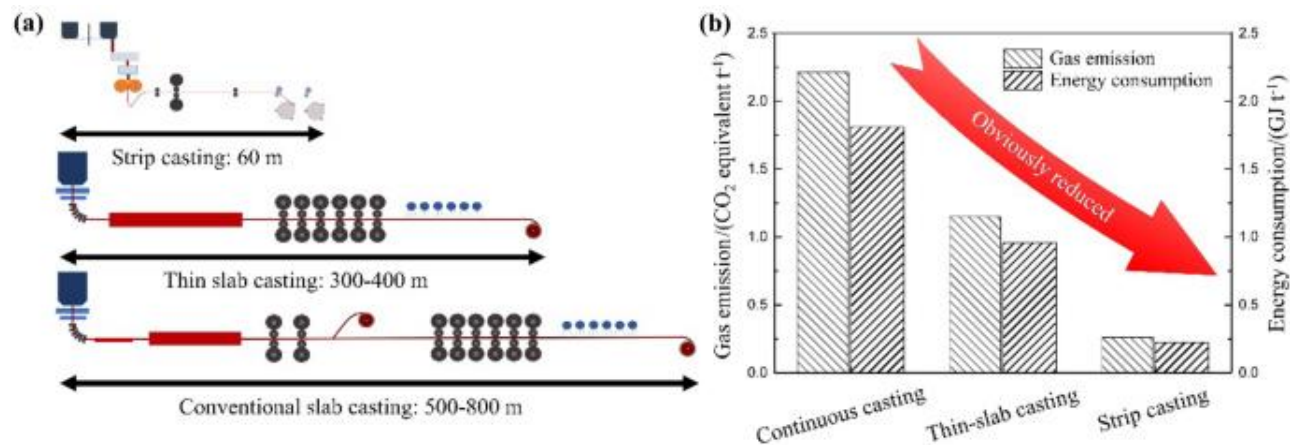 (a)
Strip casting: 60 m
Thin slab casting: 300-400 m
Conventional slab casting: 500-800 m
(b)
Gas emission/(CO₂ equivalent t⁻¹)
2.5
2.0
1.5
1.0
0.5
0.0
Gas emission
Energy consumption
Obviously reduced
2.5
2.0
1.5
1.0
0.5
0.0
Energy consumption/(GJ t⁻¹)
Continuous casting
Thin-slab casting
Strip casting